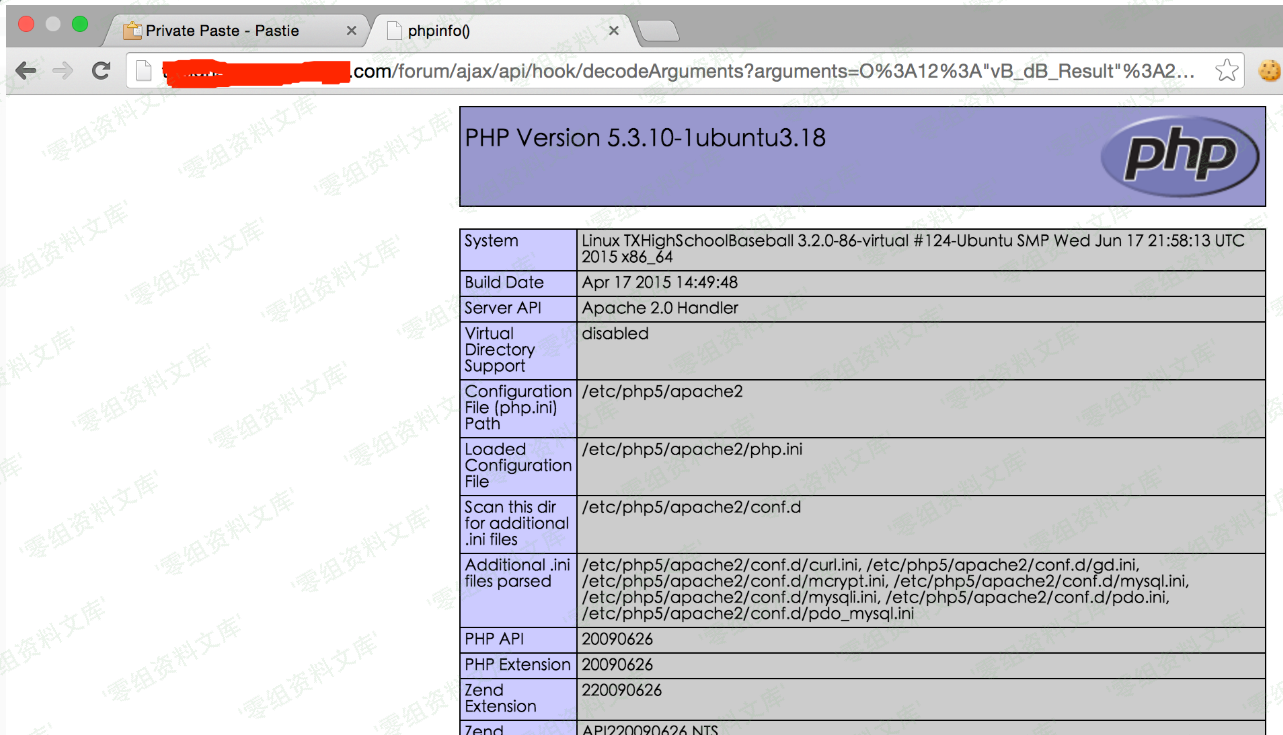 Private Paste - Pastie
phpinfo()
.com/forum/ajax/api/hook/decodeArguments?arguments=O%3A12%3A"vB_dB_Result"%3A2...
PHP Version 5.3.10-1ubuntu3.18
php
System
Linux TXHighSchoolBaseball 3.2.0-86-virtual #124-Ubuntu SMP Wed Jun 17 21:58:13 UTC
2015 x86_64
Build Date
Apr 17 2015 14:49:48
Server API
Apache 2.0 Handler
Virtual
Directory
Support
disabled
Configuration
File (php.ini)
Path
/etc/php5/apache2
Loaded
Configuration
File
/etc/php5/apache2/php.ini
Scan this dir
for additional
.ini files
/etc/php5/apache2/conf.d
Additional .ini
files parsed
/etc/php5/apache2/conf.d/curl.ini, /etc/php5/apache2/conf.d/gd.ini,
/etc/php5/apache2/conf.d/mcrypt.ini, /etc/php5/apache2/conf.d/mysql.ini,
/etc/php5/apache2/conf.d/mysqli.ini, /etc/php5/apache2/conf.d/pdo.ini,
/etc/php5/apache2/conf.d/pdo_mysql.ini
PHP API
20090626
PHP Extension
20090626
Zend
Extension
220090626
Zend
API220090626,NTS
'零组资料文库'